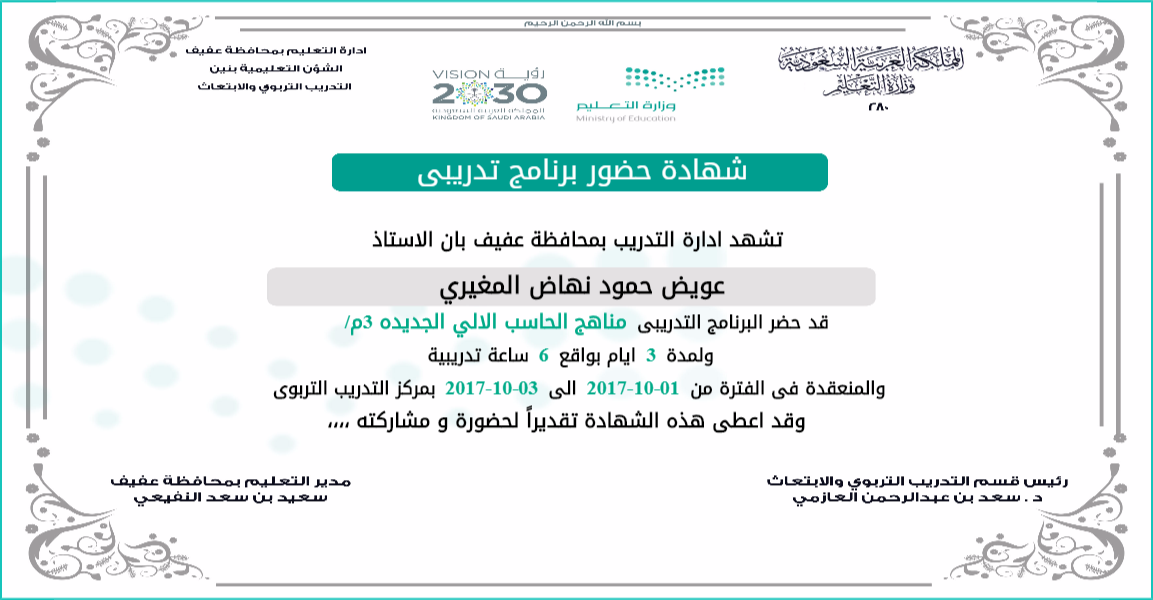 بسم الله الرحمن الرحيم
المملكة العربية السعودية
وزارة التعليم
٢٨٠
وزارة التعليم
Ministry of Education
VISION رؤية
2030
المملكة العربية السعودية
KINGDOM OF SAUDI ARABIA
ادارة التعليم بمحافظة عفيف
الشؤن التعليمية بنين
التدريب التربوي والابتعاث
شهادة حضور برنامج تدريبى
تشهد ادارة التدريب بمحافظة عفيف بان الاستاذ
عويض حمود نهاض المغيري
قد حضر البرنامج التدريبى مناهج الحاسب الالي الجديده 3م/
ولمدة 3 ايام بواقع 6 ساعة تدريبية
والمنعقدة فى الفترة من 01-10-2017 الى 03-10-2017 بمركز التدريب التربوى
وقد اعطى هذه الشهادة تقديراً لحضورة و مشاركته ,,,,
رئيس قسم التدريب التربوي والابتعاث
د . سعد بن عبدالرحمن العازمي
مدير التعليم بمحافظة عفيف
سعيد بن سعد النفيعي